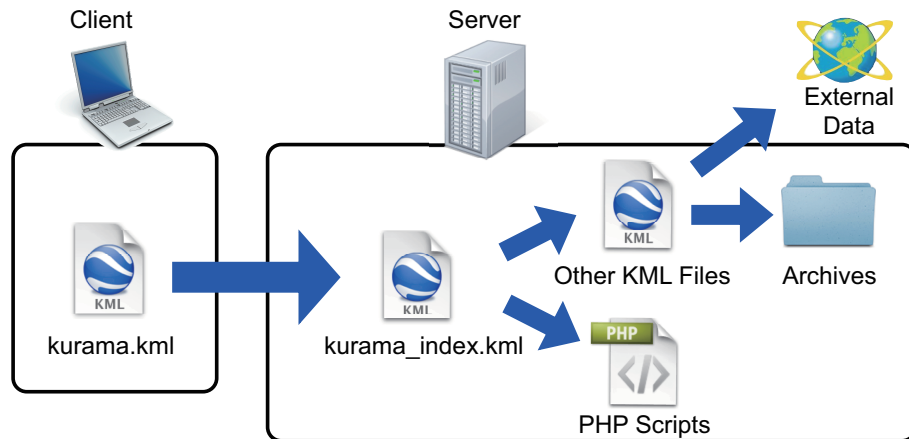 Client
Server
External
Data
KML
kurama.kml
KML
kurama_index.kml
KML
Other KML Files
Archives
PHP
PHP Scripts